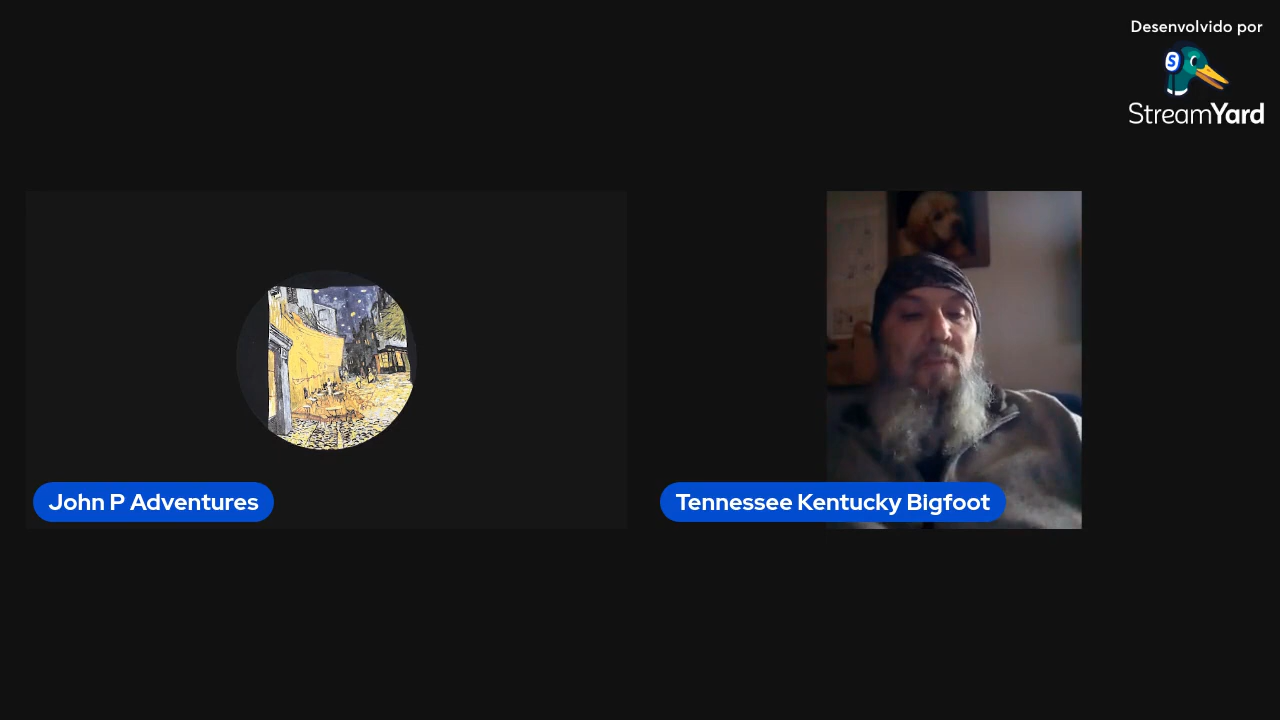 Desenvolvido por
StreamYard
John P Adventures
Tennessee Kentucky Bigfoot